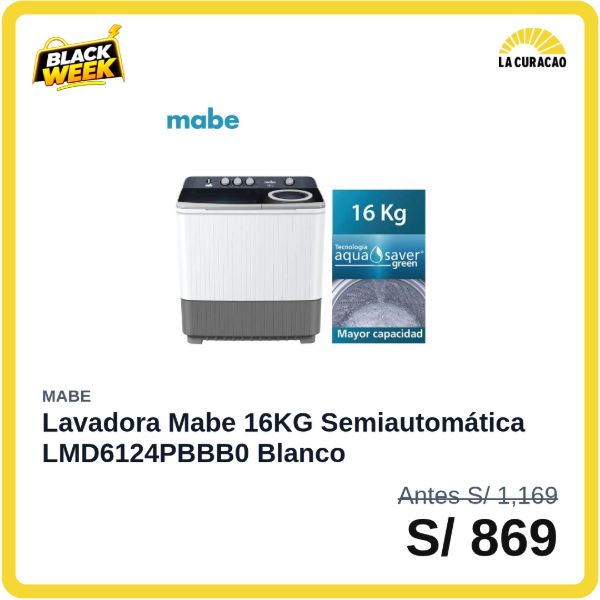 BLACK
WEEK
LA CURACAO
mabe
mabe
16 Kg
Tecnología
aqua saver®
green
Mayor capacidad
MABE
Lavadora Mabe 16KG Semiautomática
LMD6124PBBB0 Blanco
Antes S/ 1,169
S/ 869